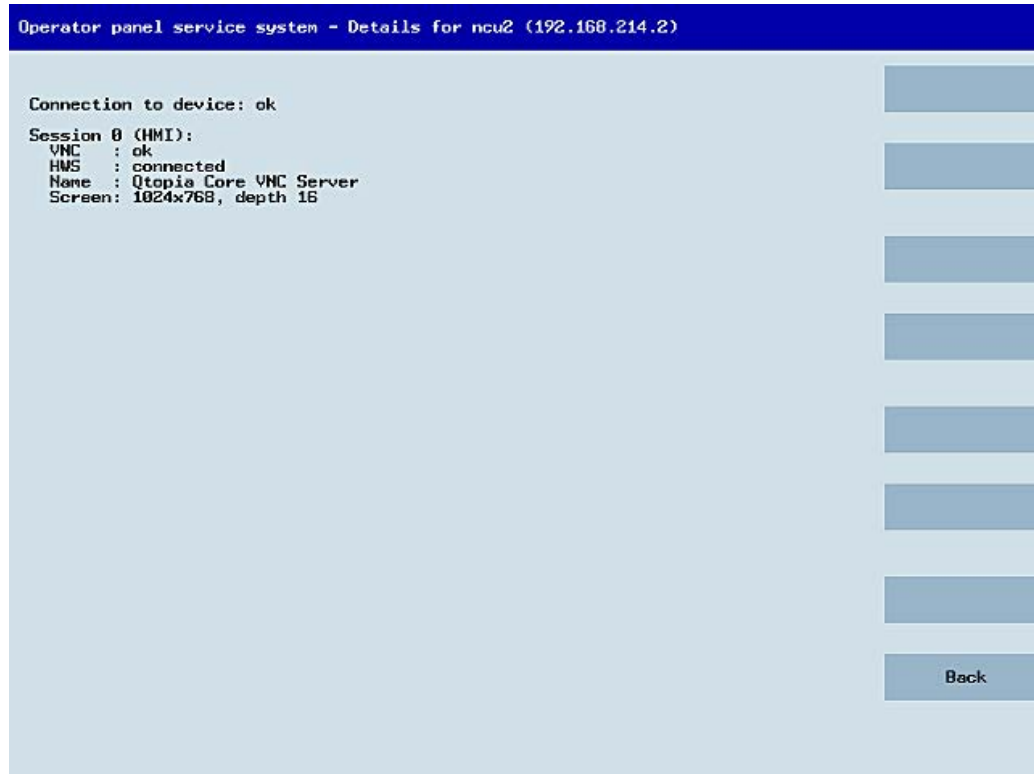 Operator panel service system - Details for ncu2 (192.168.214.2)
Connection to device: ok
Session 0 (HMI):
VNC : ok
HWS : connected
Name : Qtopia Core VNC Server
Screen: 1024x768, depth 16
Back